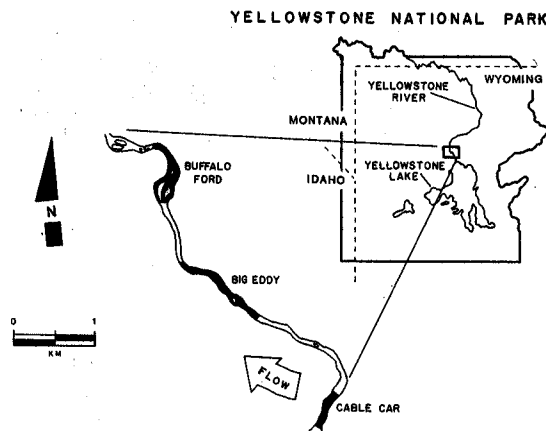 YELLOWSTONE NATIONAL PARK
WYOMING
YELLOWSTONE
RIVER
MONTANA
IDAHO
YELLOWSTONE
LAKE
BUFFALO
FORD
N
BIG EDDY
0 1
KM
FLOW
CABLE CAR